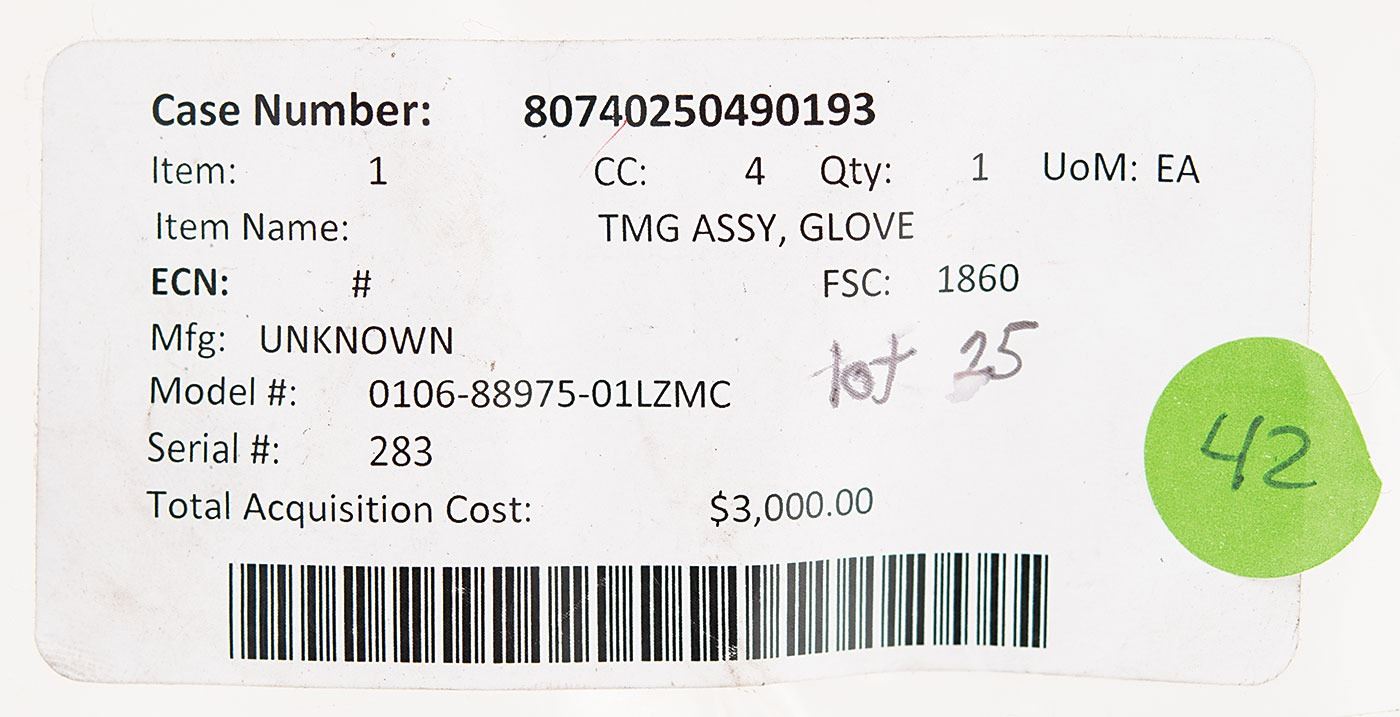 Case Number: 80740250490193
Item: 1 CC: 4 Qty: 1 UoM: EA
Item Name: TMG ASSY, GLOVE
ECN: # FSC: 1860
Mfg: UNKNOWN
lot 25
Model #: 0106-88975-01LZMC
42
Serial #: 283
Total Acquisition Cost: $3,000.00